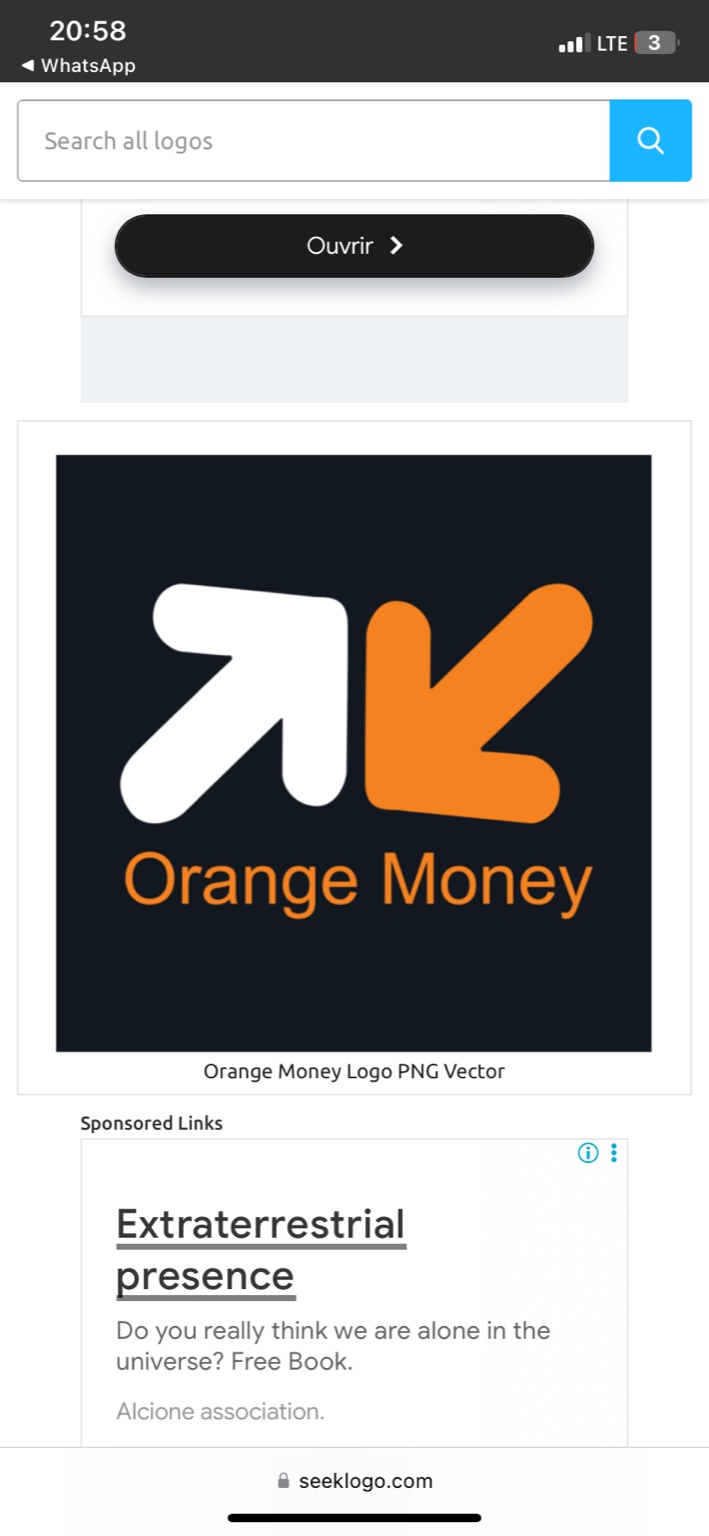 20:58
LTE 3
◀ WhatsApp
Search all logos
Ouvrir
Orange Money
Orange Money Logo PNG Vector
Sponsored Links
Extraterrestrial
presence
Do you really think we are alone in the
universe? Free Book.
Alcione association.
seeklogo.com